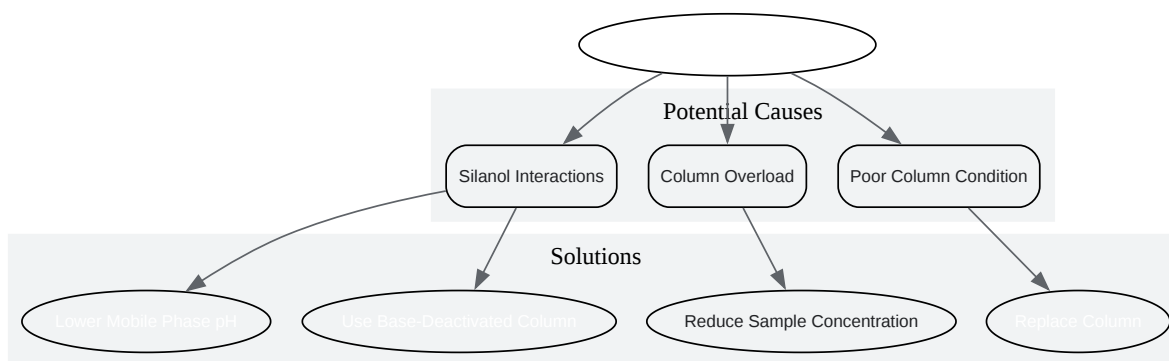 Potential Causes
Silanol Interactions
Column Overload
Poor Column Condition
Solutions
Lower Mobile Phase pH
Use Base-Deactivated Column
Reduce Sample Concentration
Replace Column